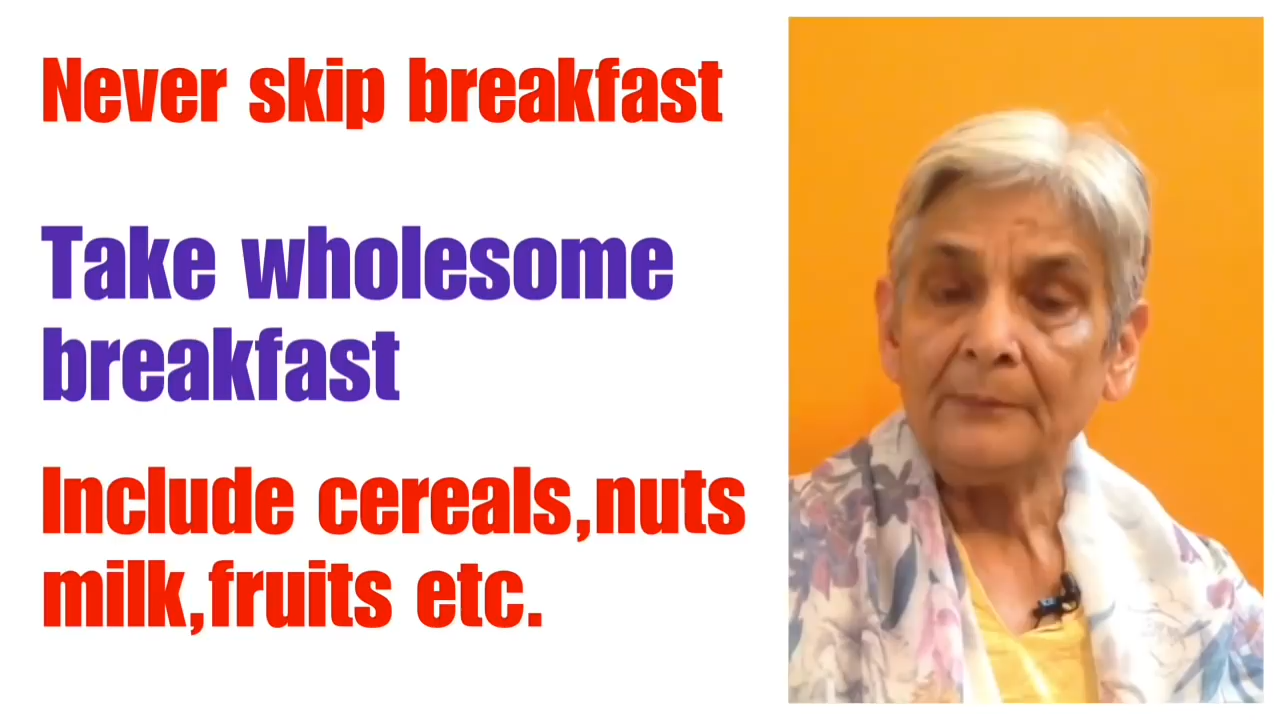 Never skip breakfast
Take wholesome
breakfast
Include cereals,nuts
milk,fruits etc.